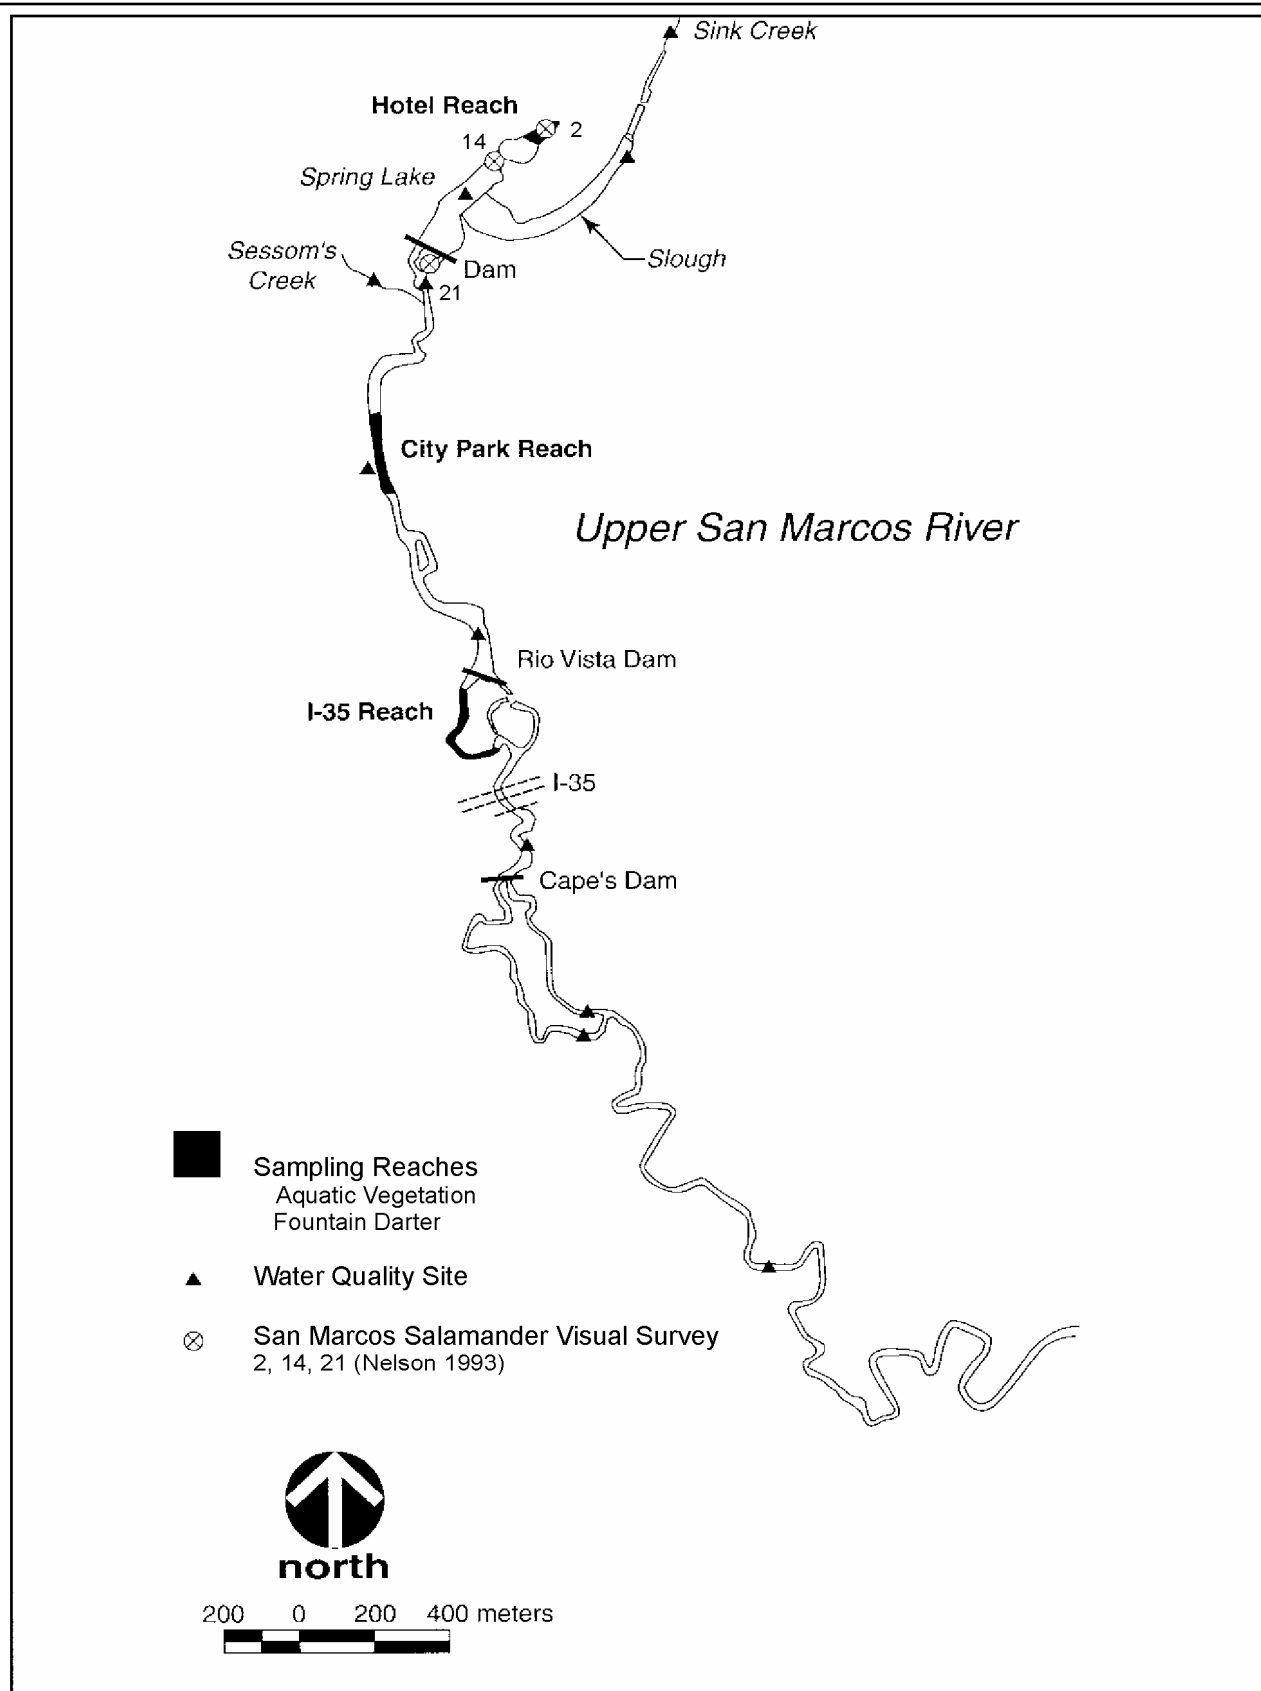 Sink Creek
Hotel Reach
2
14
Spring Lake
Sessom's
Creek
Slough
Dam
21
City Park Reach
Upper San Marcos River
Rio Vista Dam
I-35 Reach
I-35
Cape's Dam
Sampling Reaches
Aquatic Vegetation
Fountain Darter
Water Quality Site
San Marcos Salamander Visual Survey
2, 14, 21 (Nelson 1993)
north
200 0 200 400 meters